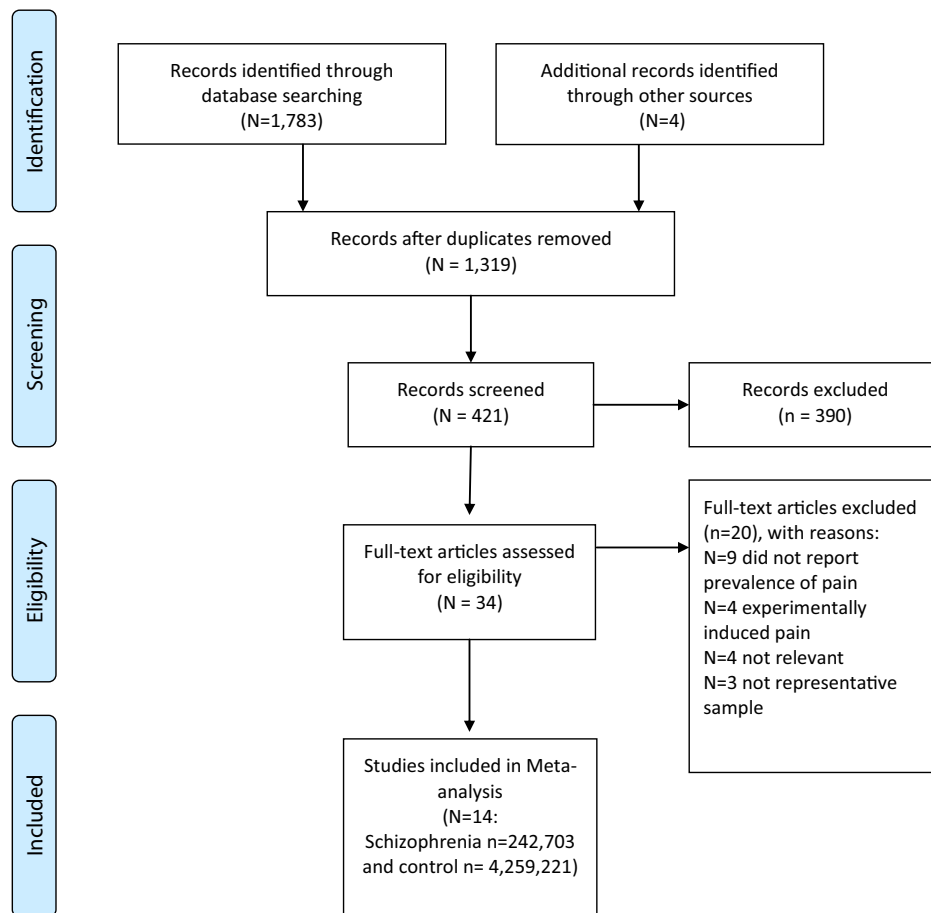 Identification
Records identified through
database searching
(N=1,783)
Additional records identified
through other sources
(N=4)
Records after duplicates removed
(N = 1,319)
Screening
Records screened
(N = 421)
Records excluded
(n = 390)
Eligibility
Full-text articles assessed
for eligibility
(N = 34)
Full-text articles excluded
(n=20), with reasons:
N=9 did not report
prevalence of pain
N=4 experimentally
induced pain
N=4 not relevant
N=3 not representative
sample
Included
Studies included in Meta-
analysis
(N=14:
Schizophrenia n=242,703
and control n= 4,259,221)